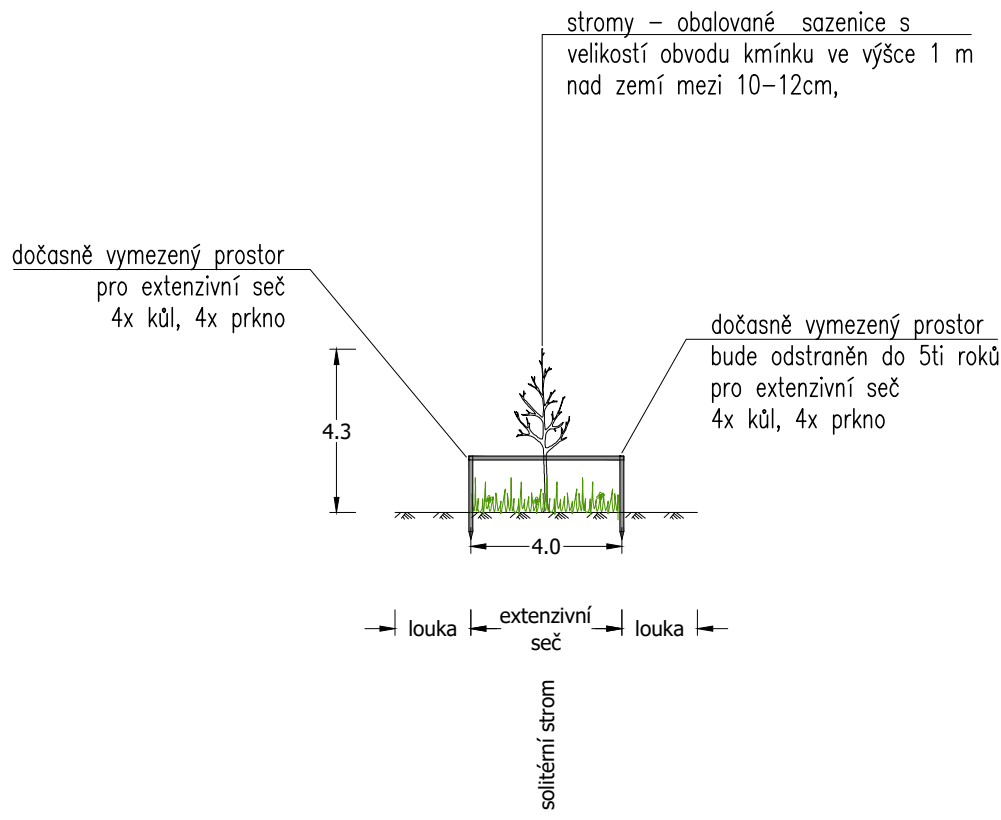 stromy – obalované sazenice s
velikostí obvodu kmínku ve výšce 1 m
nad zemí mezi 10–12cm,
dočasně vymezený prostor
pro extenzivní seč
4x kůl, 4x prkno
dočasně vymezený prostor
bude odstraněn do 5ti roků
pro extenzivní seč
4x kůl, 4x prkno
4.3
4.0
louka
extenzivní
seč
louka
solitérní strom